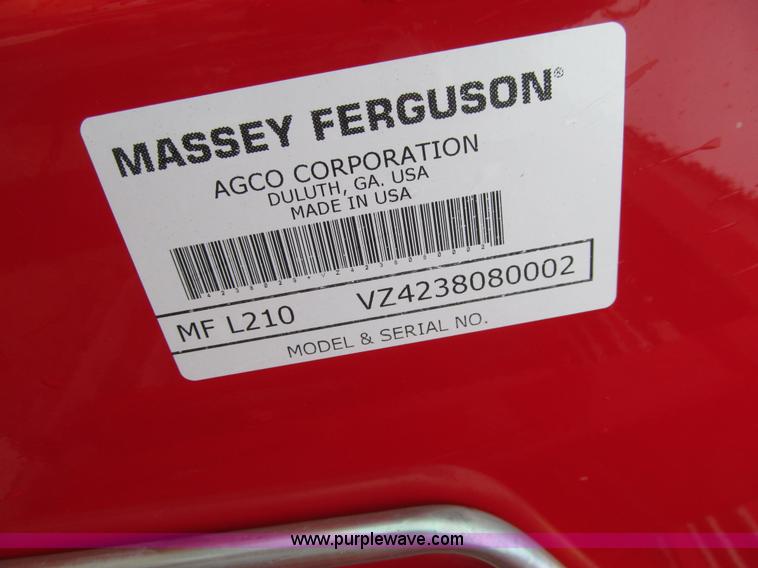 MASSEY FERGUSON®
AGCO CORPORATION
DULUTH, GA. USA
MADE IN USA
MF L210 VZ4238080002
MODEL & SERIAL NO.
www.purplewave.com